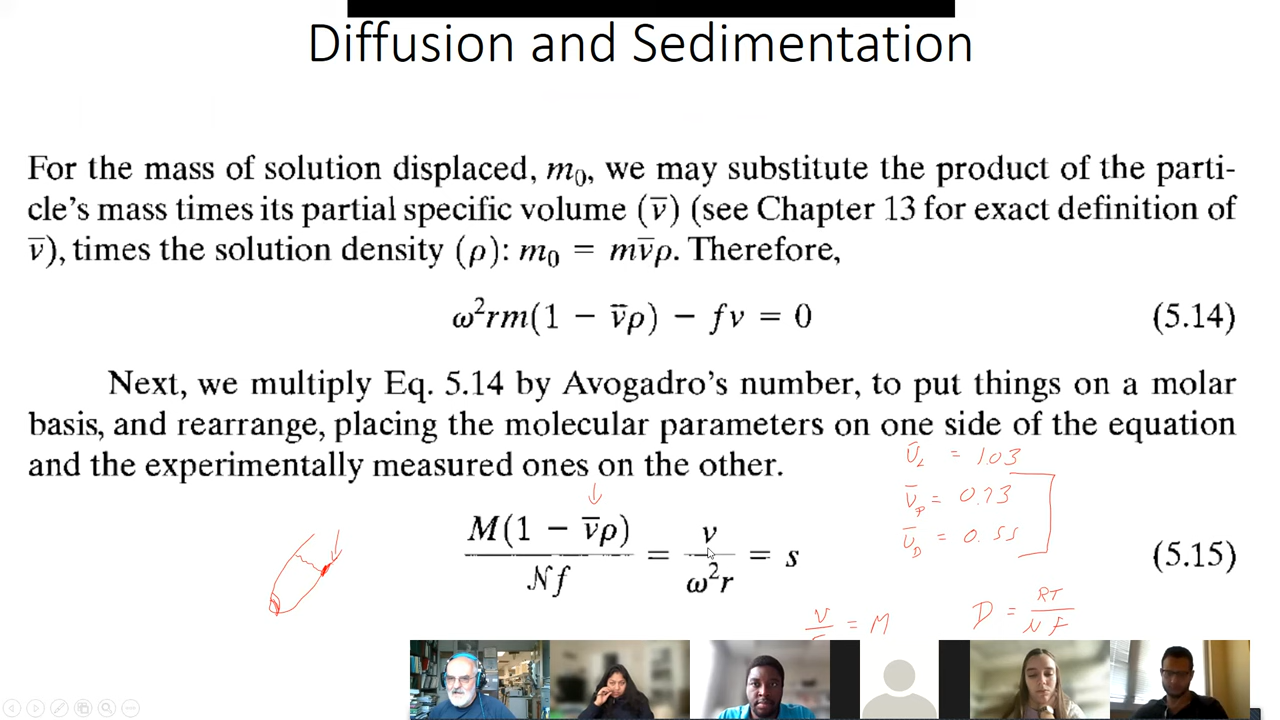 Diffusion and Sedimentation
For the mass of solution displaced, m₀, we may substitute the product of the parti-
cle's mass times its partial specific volume (v̄) (see Chapter 13 for exact definition of
v̄), times the solution density (ρ): m₀ = mv̄ρ. Therefore,
ω²rm(1 − v̄ρ) − fv = 0 (5.14)
Next, we multiply Eq. 5.14 by Avogadro's number, to put things on a molar
basis, and rearrange, placing the molecular parameters on one side of the equation
and the experimentally measured ones on the other.
ῡ_L = 1.03
v̄_P = 0.73
ῡ_D = 0.55
M(1 − v̄ρ) / 𝒩f = v / ω²r = s (5.15)
D = RT / NF
= M